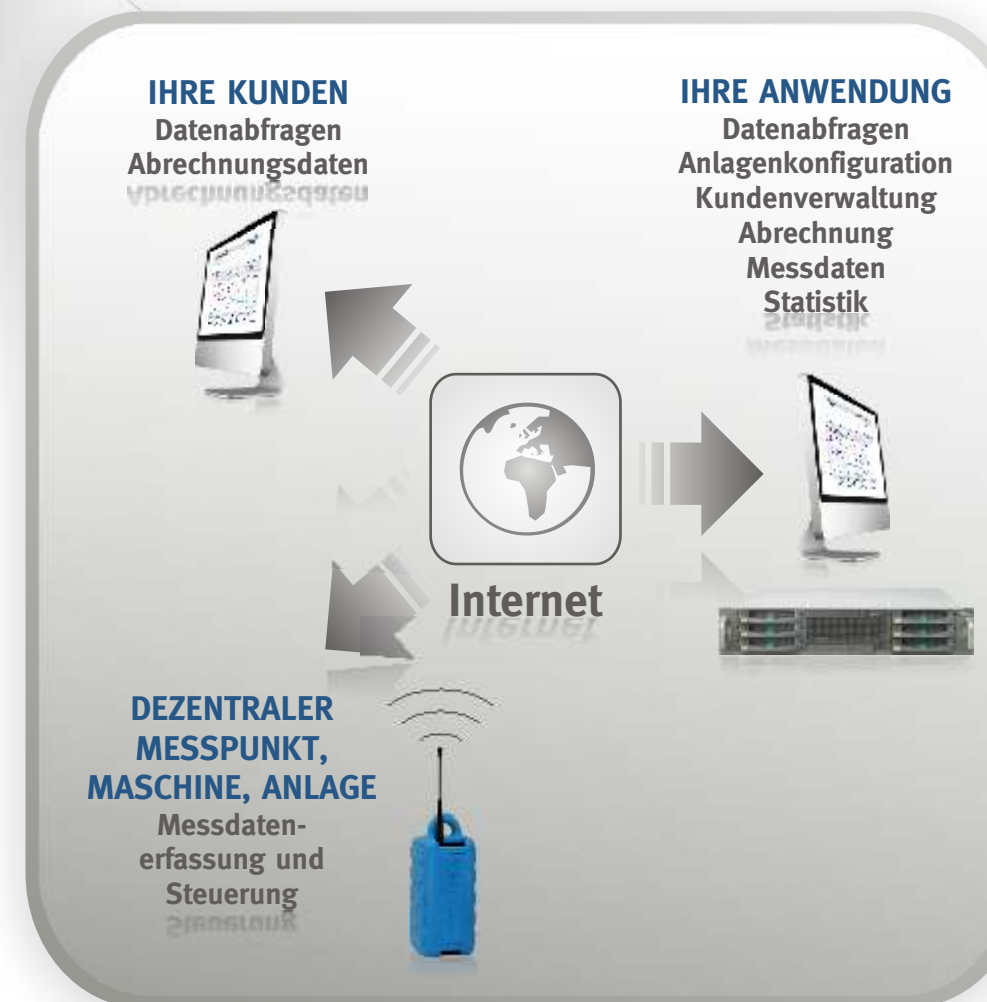 IHRE KUNDEN
Datenabfragen
Abrechnungsdaten
IHRE ANWENDUNG
Datenabfragen
Anlagenkonfiguration
Kundenverwaltung
Abrechnung
Messdaten
Statistik
Internet
DEZENTRALER
MESSPUNKT,
MASCHINE, ANLAGE
Messdaten-
erfassung und
Steuerung